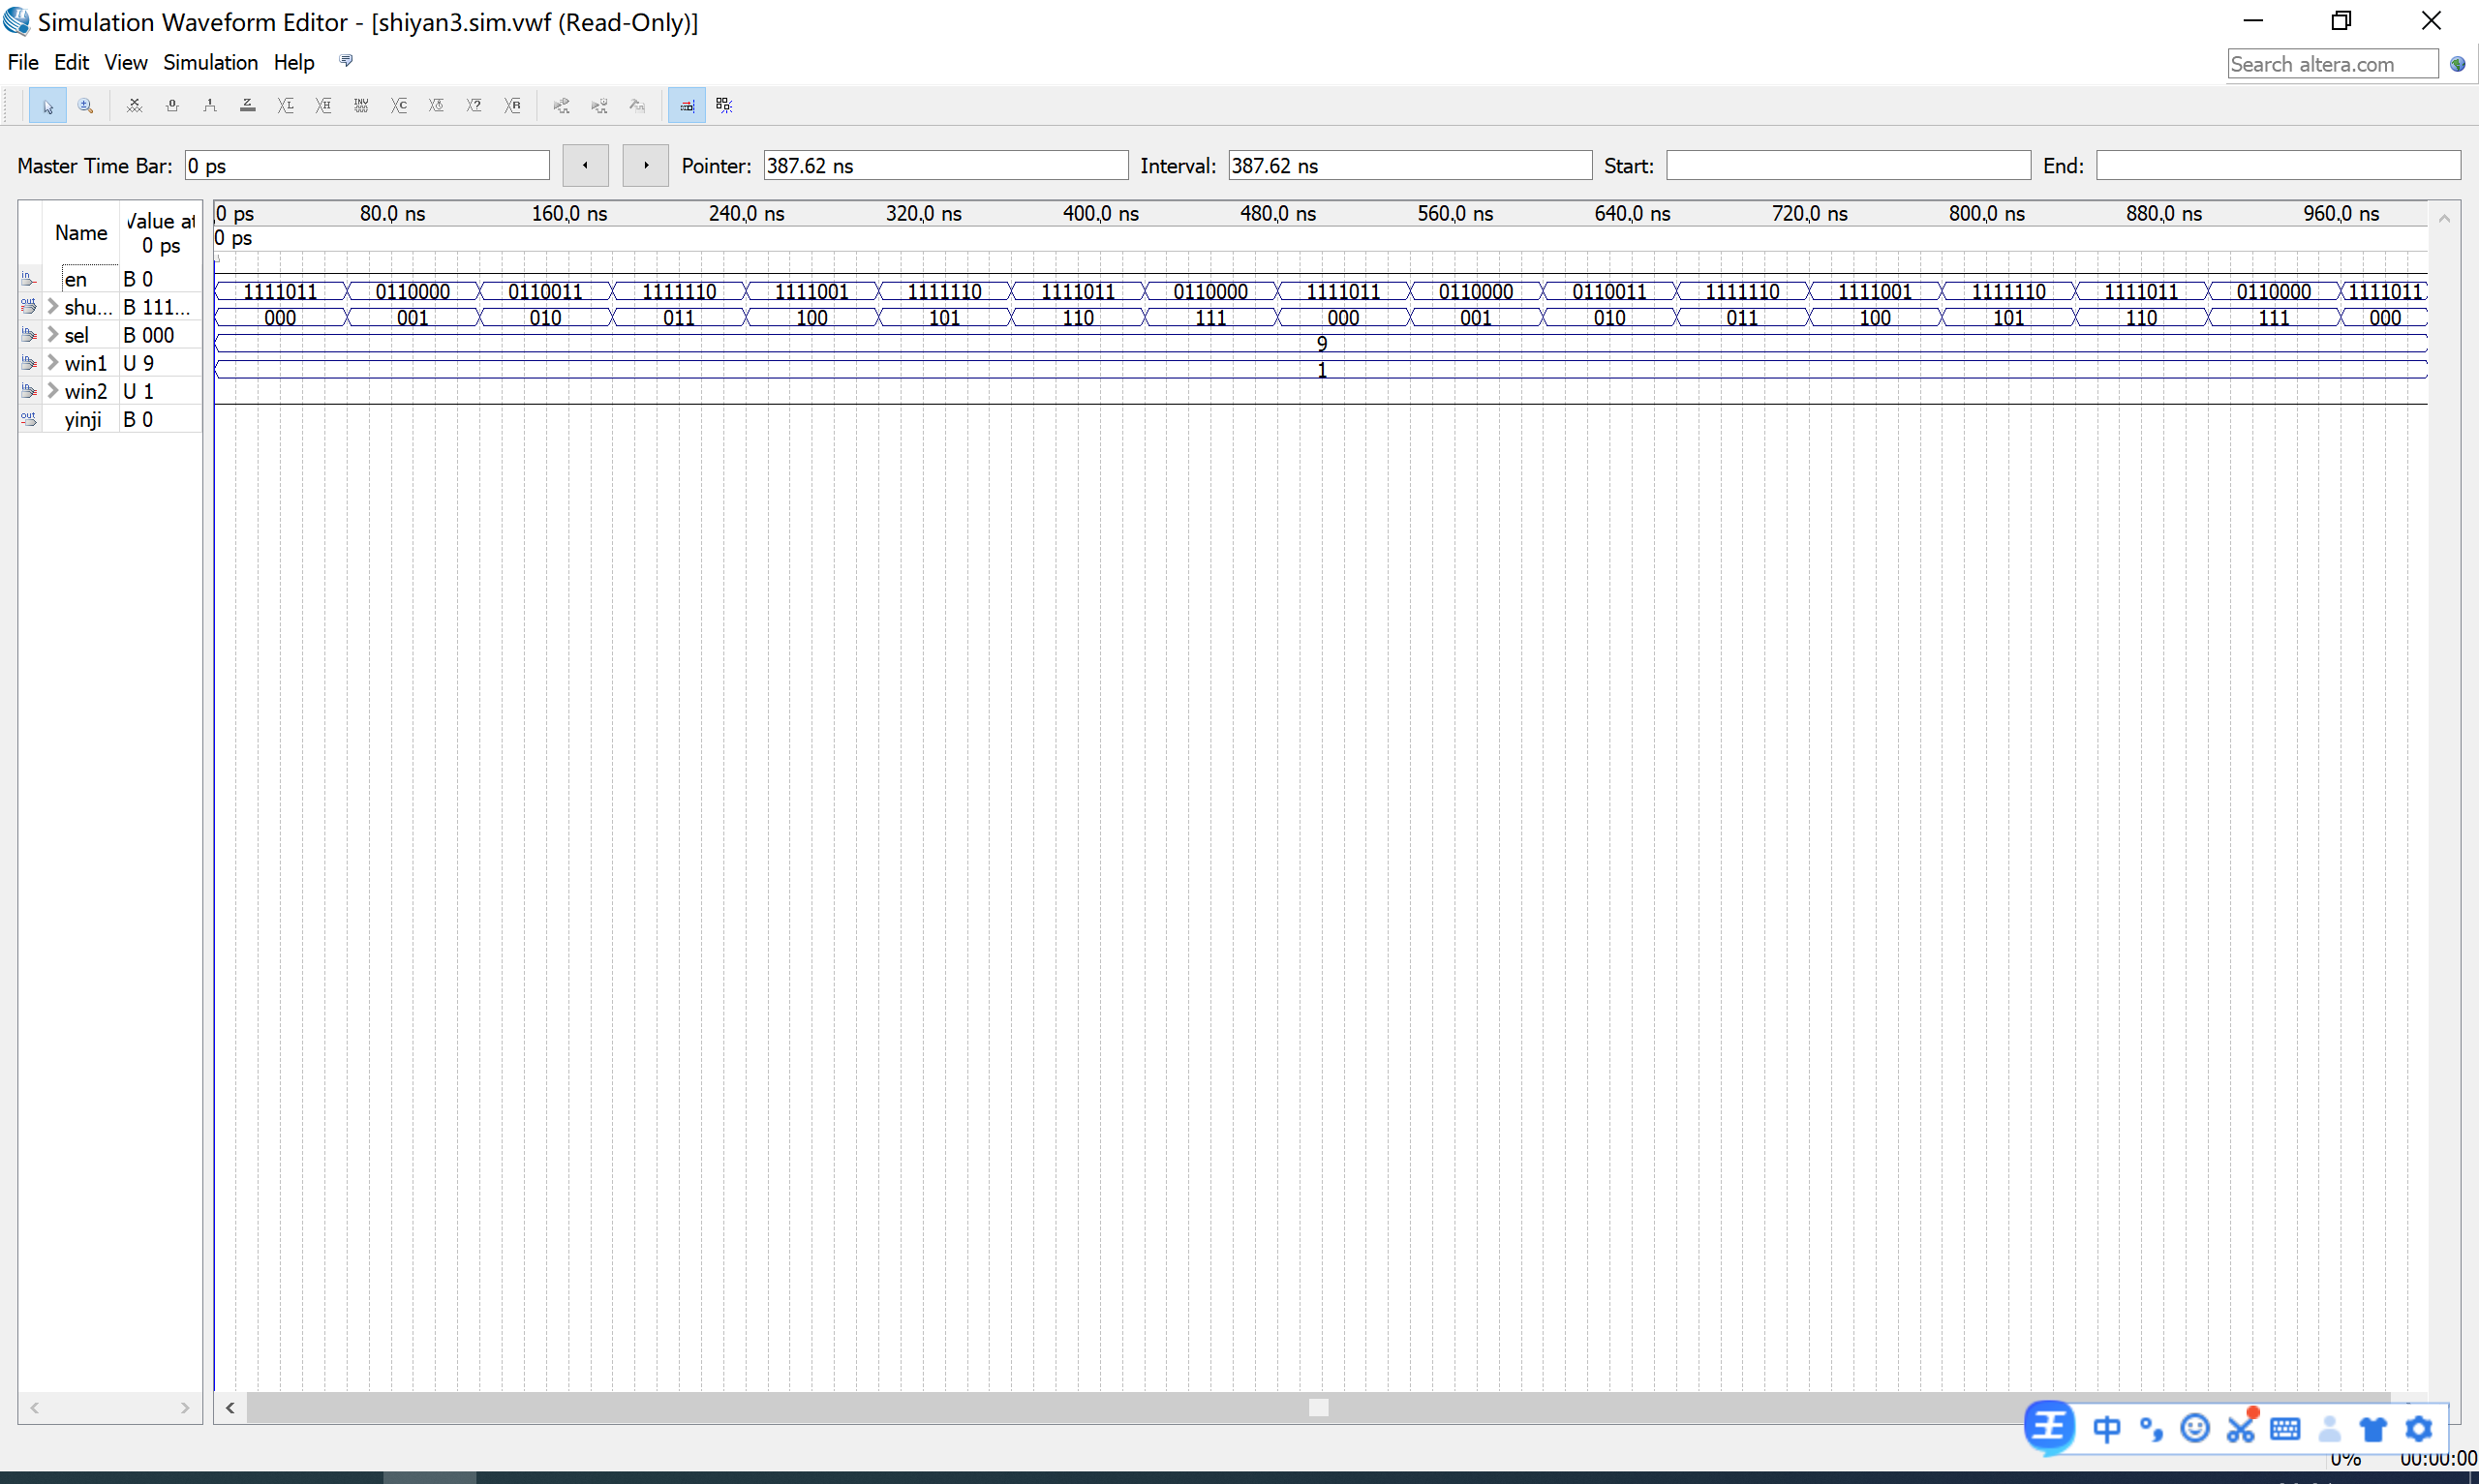 Simulation Waveform Editor - [shiyan3.sim.vwf (Read-Only)]
File Edit View Simulation Help
Search altera.com
Master Time Bar: 0 ps Pointer: 387.62 ns Interval: 387.62 ns Start: End:
Name Value at 0 ps
0 ps 80.0 ns 160.0 ns 240.0 ns 320.0 ns 400.0 ns 480.0 ns 560.0 ns 640.0 ns 720.0 ns 800.0 ns 880.0 ns 960.0 ns
0 ps
en B 0
shu... B 111...
sel B 000
win1 U 9
win2 U 1
yinji B 0
1111011 0110000 0110011 1111110 1111001 1111110 1111011 0110000 1111011 0110000 0110011 1111110 1111001 1111110 1111011 0110000 1111011
000 001 010 011 100 101 110 111 000 001 010 011 100 101 110 111 000
9
1
王 中
0% 00:00:00